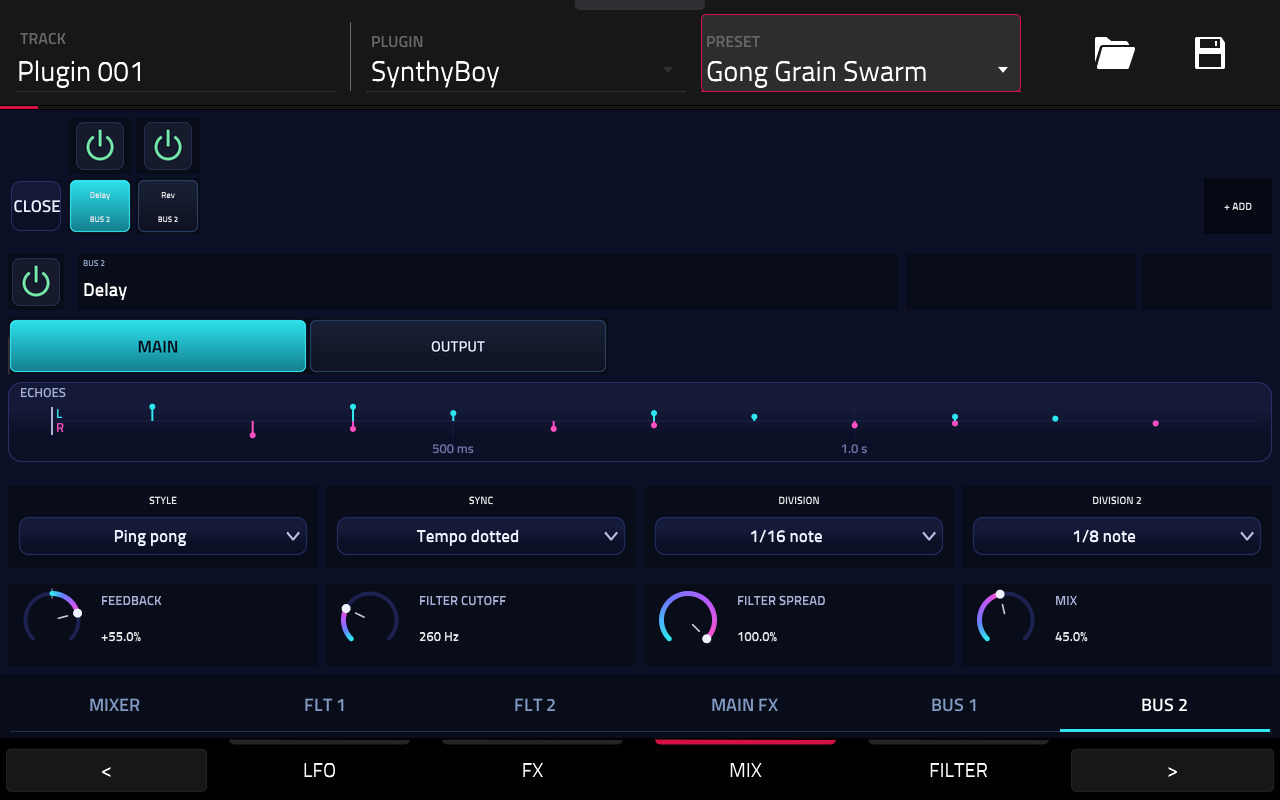 TRACK
Plugin 001
PLUGIN
SynthyBoy
PRESET
Gong Grain Swarm
CLOSE
Delay
BUS 2
Rev
BUS 2
+ ADD
BUS 2
Delay
MAIN
OUTPUT
ECHOES
L
R
500 ms
1.0 s
STYLE
Ping pong
SYNC
Tempo dotted
DIVISION
1/16 note
DIVISION 2
1/8 note
FEEDBACK
+55.0%
FILTER CUTOFF
260 Hz
FILTER SPREAD
100.0%
MIX
45.0%
MIXER
FLT 1
FLT 2
MAIN FX
BUS 1
BUS 2
<
LFO
FX
MIX
FILTER
>